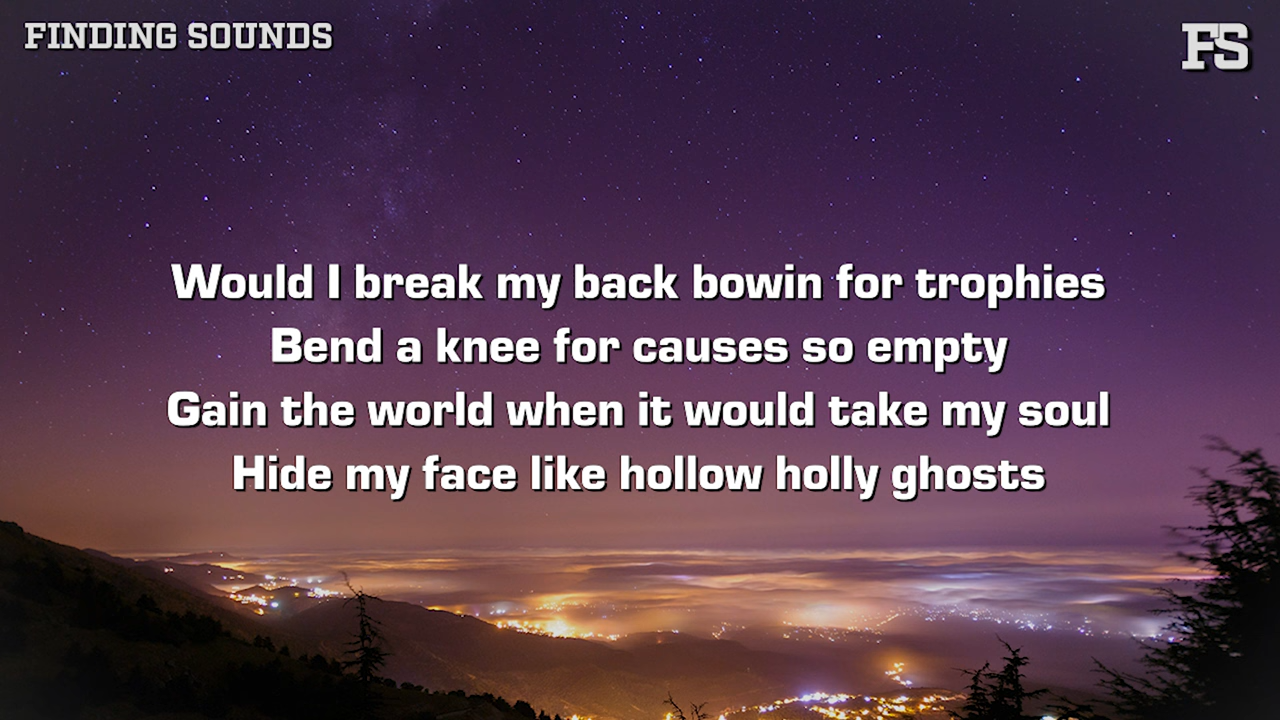 FINDING SOUNDS
FS
Would I break my back bowin for trophies
Bend a knee for causes so empty
Gain the world when it would take my soul
Hide my face like hollow holly ghosts